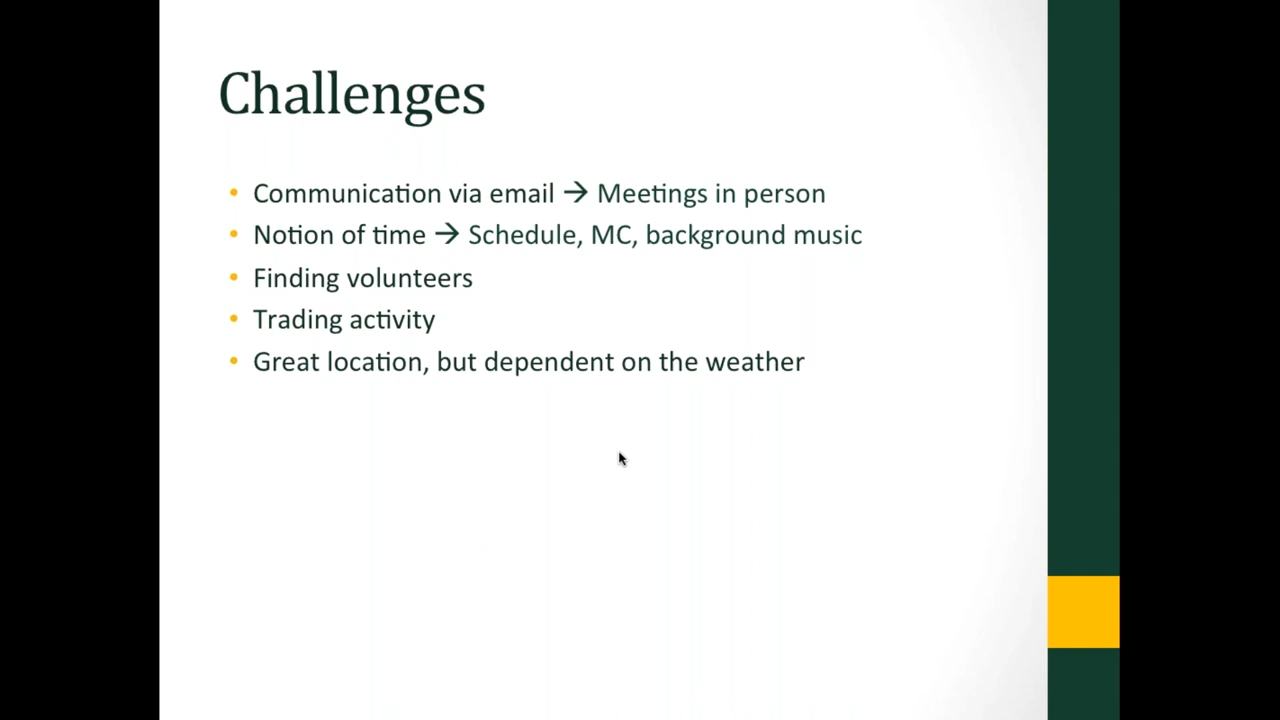 Challenges
• Communication via email → Meetings in person
• Notion of time → Schedule, MC, background music
• Finding volunteers
• Trading activity
• Great location, but dependent on the weather